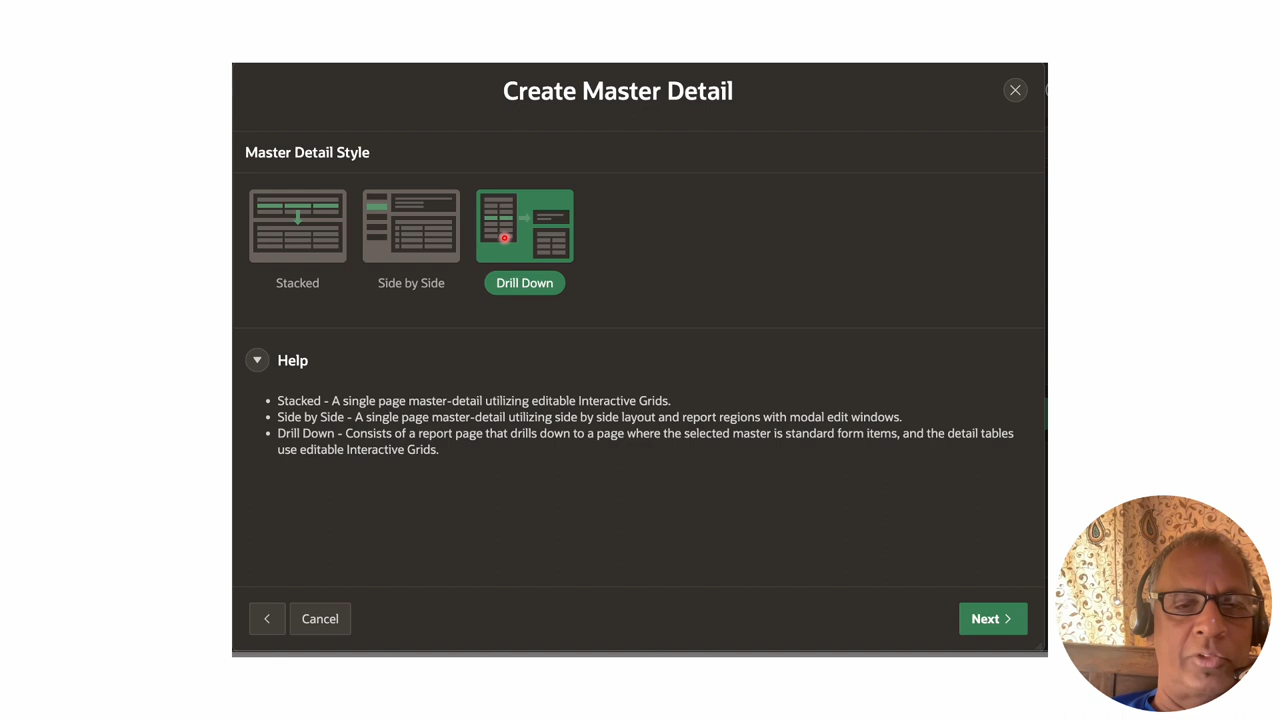 Create Master Detail
Master Detail Style
Stacked
Side by Side
Drill Down
Help
Stacked - A single page master-detail utilizing editable Interactive Grids.
Side by Side - A single page master-detail utilizing side by side layout and report regions with modal edit windows.
Drill Down - Consists of a report page that drills down to a page where the selected master is standard form items, and the detail tables
use editable Interactive Grids.
Cancel
Next